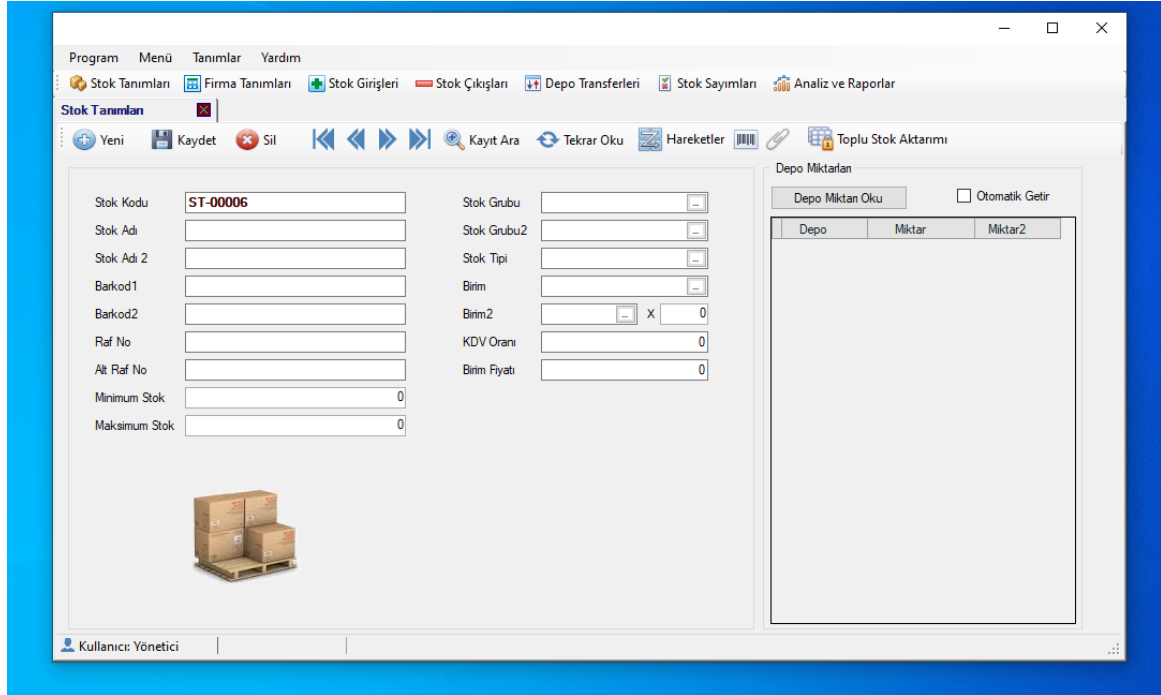 Program Menü Tanımlar Yardım
Stok Tanımları Firma Tanımları Stok Girişleri Stok Çıkışları Depo Transferleri Stok Sayımları Analiz ve Raporlar
Stok Tanımları
Yeni Kaydet Sil Kayıt Ara Tekrar Oku Hareketler Toplu Stok Aktarımı
Depo Miktarları
Stok Kodu ST-00006 Stok Grubu ... Depo Miktarı Oku Otomatik Getir
Stok Adı Stok Grubu2 ... Depo Miktar Miktar2
Stok Adı 2 Stok Tipi ...
Barkod1 Birim ...
Barkod2 Birim2 ... X 0
Raf No KDV Oranı 0
Alt Raf No Birim Fiyatı 0
Minimum Stok 0
Maksimum Stok 0
Kullanıcı: Yönetici